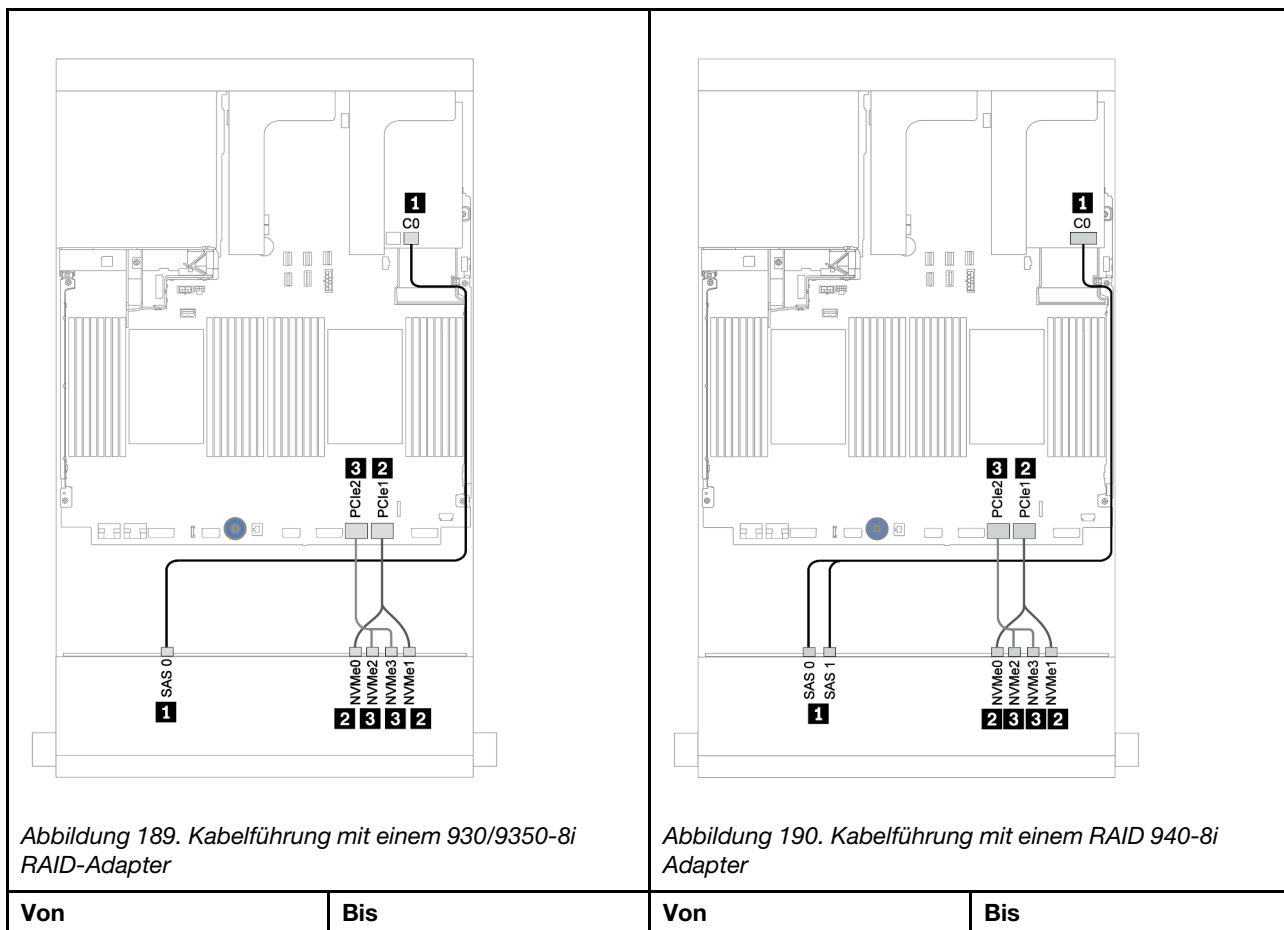 1
C0
3 2
PCIe2
PCIe1
SAS 0
NVMe0
NVMe2
NVMe3
NVMe1
1
2 3 3 2
Abbildung 189. Kabelführung mit einem 930/9350-8i
RAID-Adapter
1
C0
3 2
PCIe2
PCIe1
SAS 0
SAS 1
NVMe0
NVMe2
NVMe3
NVMe1
1
2 3 3 2
Abbildung 190. Kabelführung mit einem RAID 940-8i
Adapter
Von Bis Von Bis